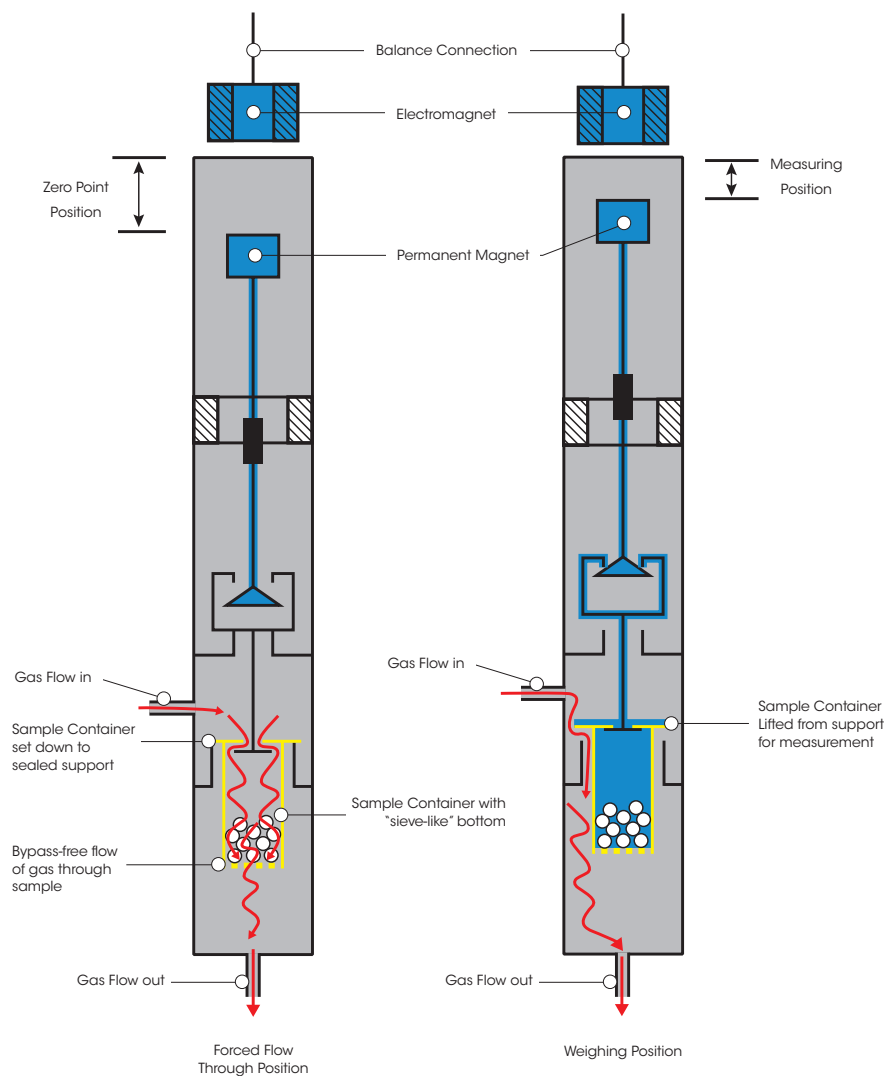 Balance Connection
Electromagnet
Zero Point
Position
Measuring
Position
Permanent Magnet
Gas Flow in
Gas Flow in
Sample Container
set down to
sealed support
Sample Container
Lifted from support
for measurement
Sample Container with
"sieve-like" bottom
Bypass-free flow
of gas through
sample
Gas Flow out
Gas Flow out
Forced Flow
Through Position
Weighing Position